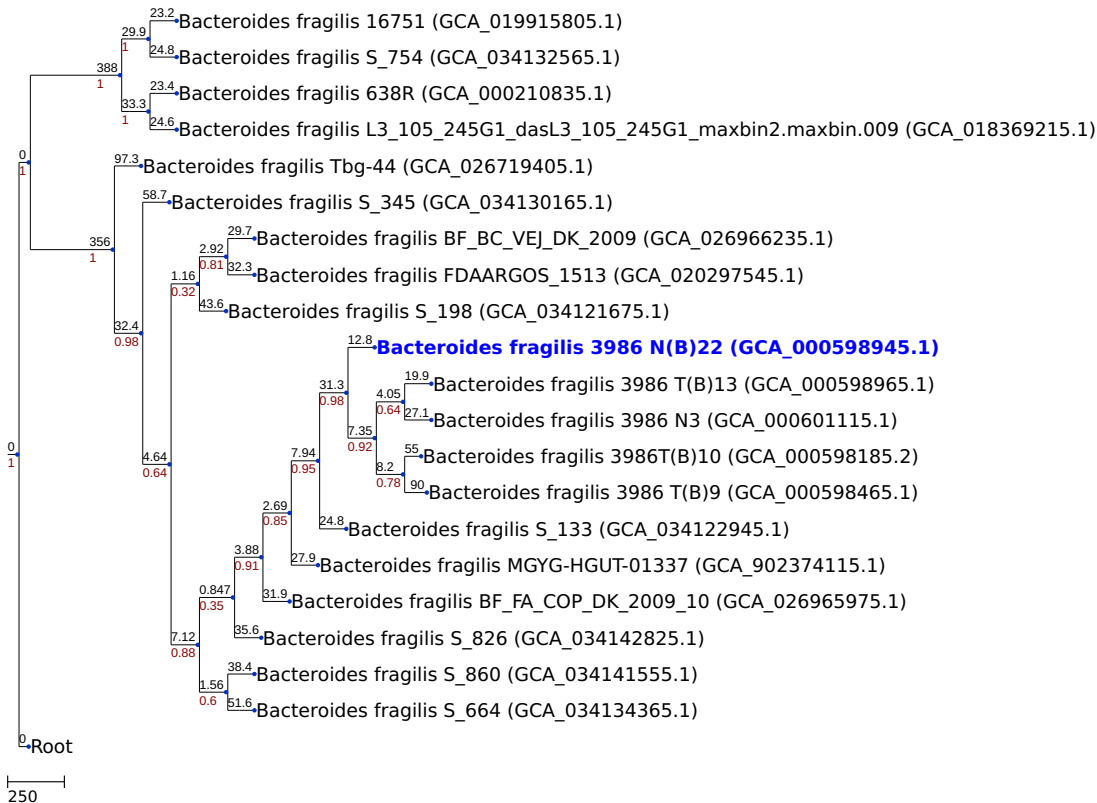 23.2 Bacteroides fragilis 16751 (GCA_019915805.1)
29.9
1
24.8 Bacteroides fragilis S_754 (GCA_034132565.1)
388
1
23.4 Bacteroides fragilis 638R (GCA_000210835.1)
33.3
1
24.6 Bacteroides fragilis L3_105_245G1_dasL3_105_245G1_maxbin2.maxbin.009 (GCA_018369215.1)
0
1
97.3 Bacteroides fragilis Tbg-44 (GCA_026719405.1)
58.7 Bacteroides fragilis S_345 (GCA_034130165.1)
356
1
29.7 Bacteroides fragilis BF_BC_VEJ_DK_2009 (GCA_026966235.1)
2.92
0.81
32.3 Bacteroides fragilis FDAARGOS_1513 (GCA_020297545.1)
1.16
0.32
43.6 Bacteroides fragilis S_198 (GCA_034121675.1)
32.4
0.98
12.8 Bacteroides fragilis 3986 N(B)22 (GCA_000598945.1)
31.3
0.98
19.9 Bacteroides fragilis 3986 T(B)13 (GCA_000598965.1)
4.05
0.64
27.1 Bacteroides fragilis 3986 N3 (GCA_000601115.1)
7.35
0.92
55 Bacteroides fragilis 3986T(B)10 (GCA_000598185.2)
8.2
0.78
90 Bacteroides fragilis 3986 T(B)9 (GCA_000598465.1)
0
1
4.64
0.64
7.94
0.95
24.8 Bacteroides fragilis S_133 (GCA_034122945.1)
2.69
0.85
27.9 Bacteroides fragilis MGYG-HGUT-01337 (GCA_902374115.1)
3.88
0.91
31.9 Bacteroides fragilis BF_FA_COP_DK_2009_10 (GCA_026965975.1)
0.847
0.35
35.6 Bacteroides fragilis S_826 (GCA_034142825.1)
7.12
0.88
38.4 Bacteroides fragilis S_860 (GCA_034141555.1)
1.56
0.6
51.6 Bacteroides fragilis S_664 (GCA_034134365.1)
0 Root
250